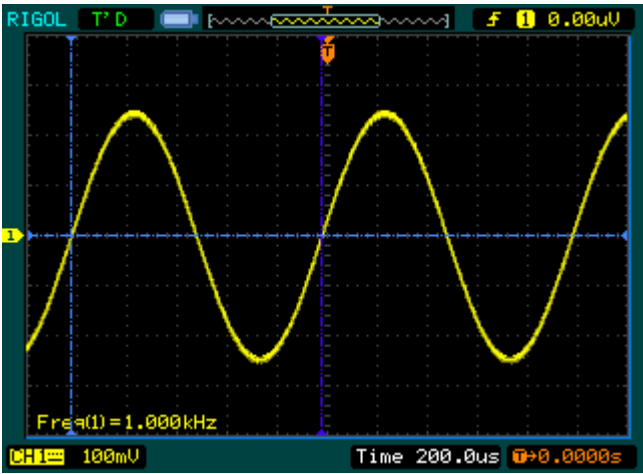 RIGOL T'D T ƒ 1 0.00uV
T
1
Freq(1)=1.000kHz
CH1 100mV Time 200.0us T→0.0000s